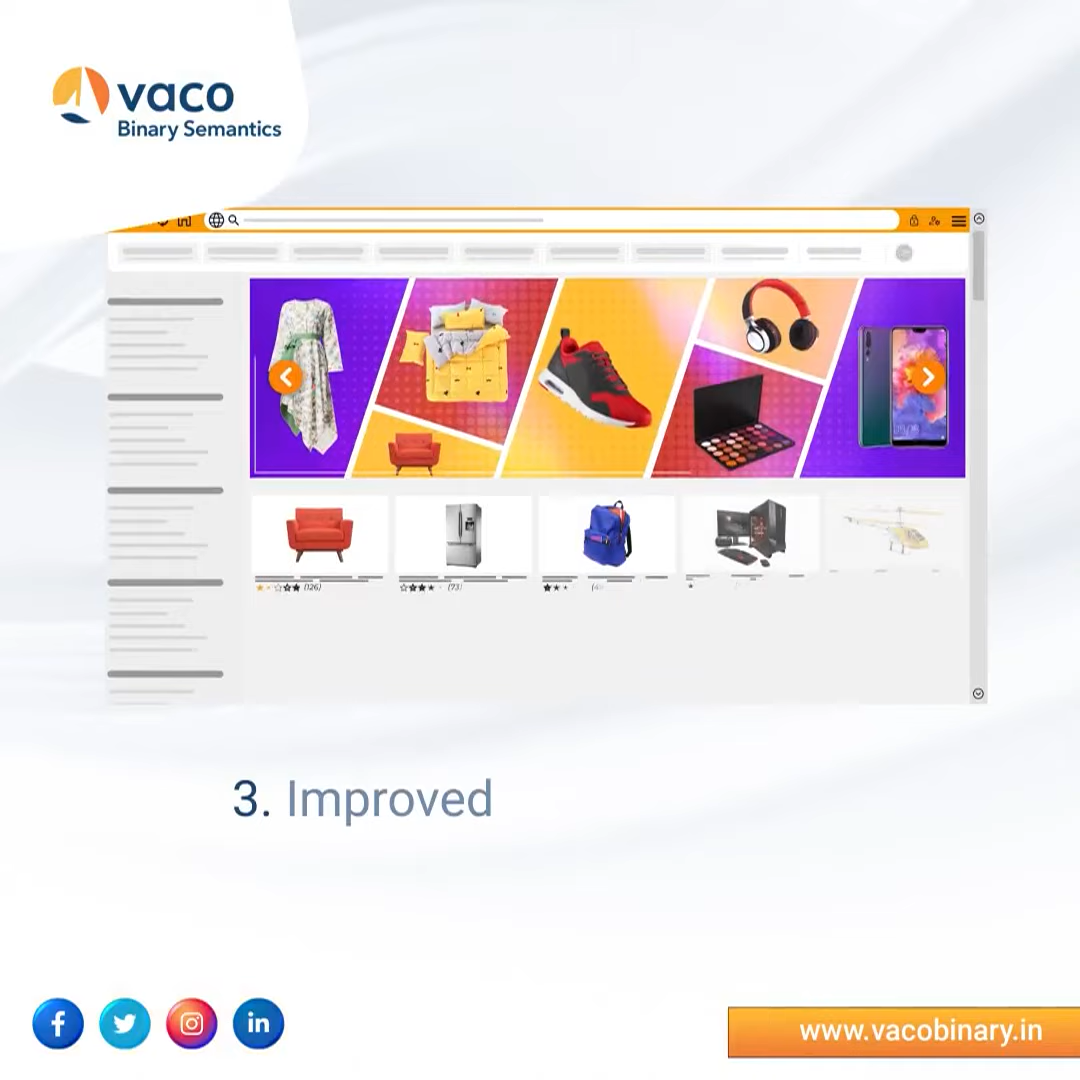 vaco
Binary Semantics
(126)
(73)
3. Improved
www.vacobinary.in